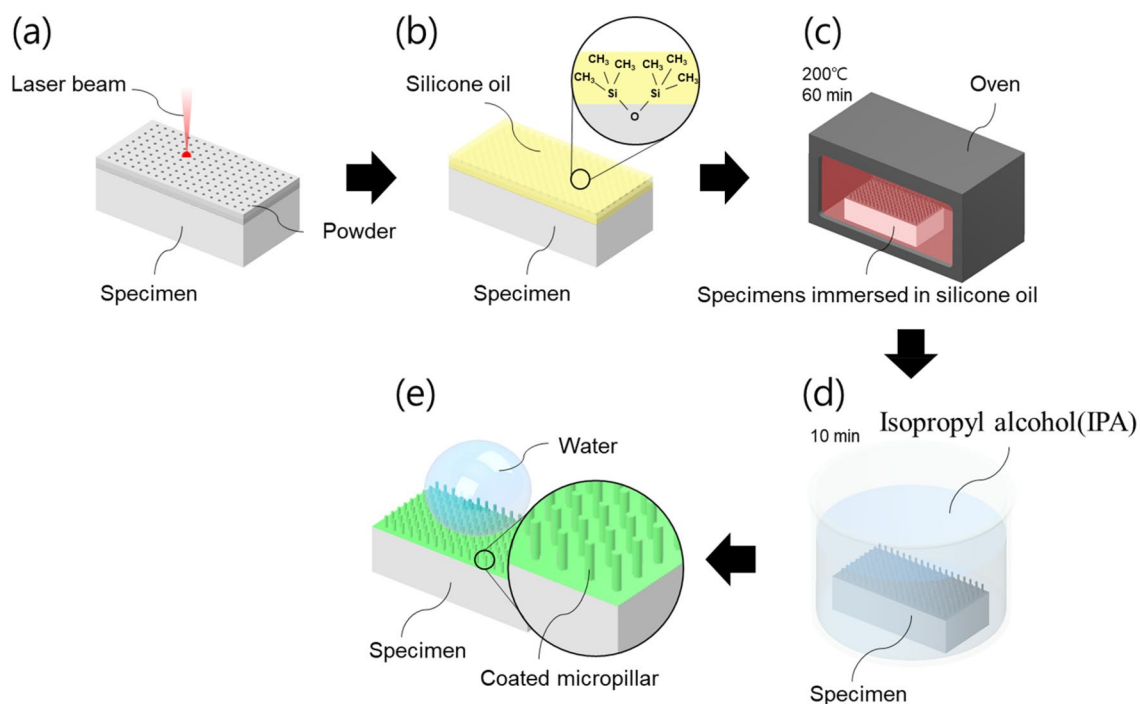 (a)
Laser beam
Powder
Specimen
(b)
Silicone oil
CH₃ CH₃ CH₃ CH₃
CH₃ CH₃
Si Si
O
Specimen
(c)
200℃
60 min
Oven
Specimens immersed in silicone oil
(d)
10 min
Isopropyl alcohol(IPA)
Specimen
(e)
Water
Specimen
Coated micropillar